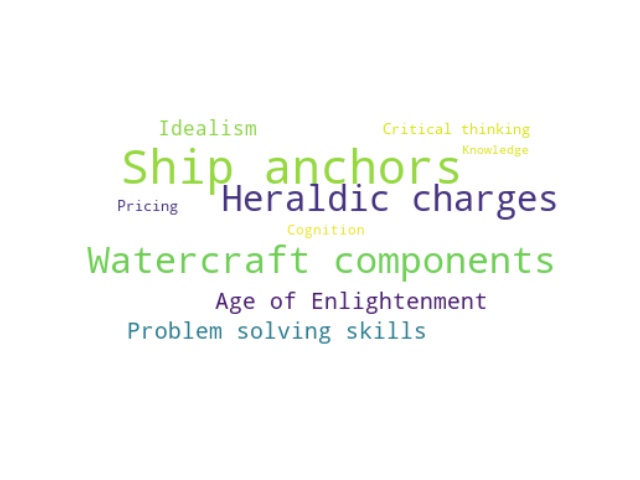 Idealism
Critical thinking
Knowledge
Ship anchors
Heraldic charges
Pricing
Cognition
Watercraft components
Age of Enlightenment
Problem solving skills